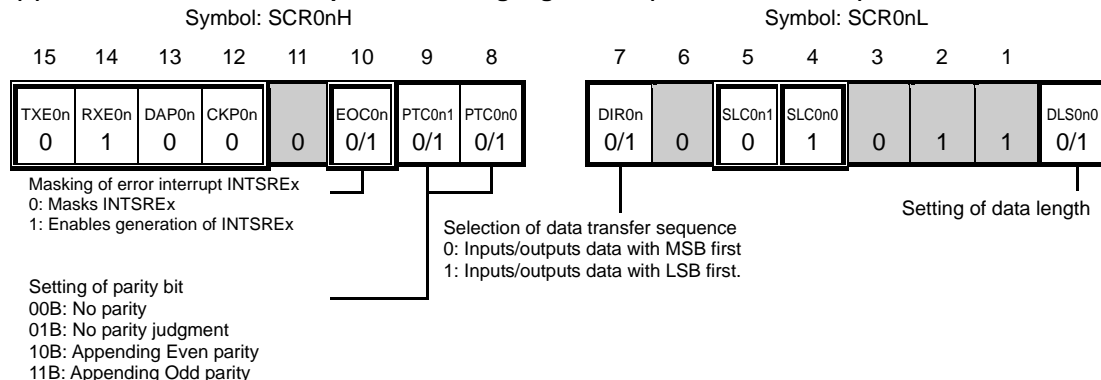 Symbol: SCR0nH
Symbol: SCR0nL
15 14 13 12 11 10 9 8
7 6 5 4 3 2 1
TXE0n RXE0n DAP0n CKP0n EOC0n PTC0n1 PTC0n0
0 1 0 0 0 0/1 0/1 0/1
DIR0n SLC0n1 SLC0n0 DLS0n0
0/1 0 0 1 0 1 1 0/1
Masking of error interrupt INTSREx
0: Masks INTSREx
1: Enables generation of INTSREx
Setting of parity bit
00B: No parity
01B: No parity judgment
10B: Appending Even parity
11B: Appending Odd parity
Selection of data transfer sequence
0: Inputs/outputs data with MSB first
1: Inputs/outputs data with LSB first.
Setting of data length